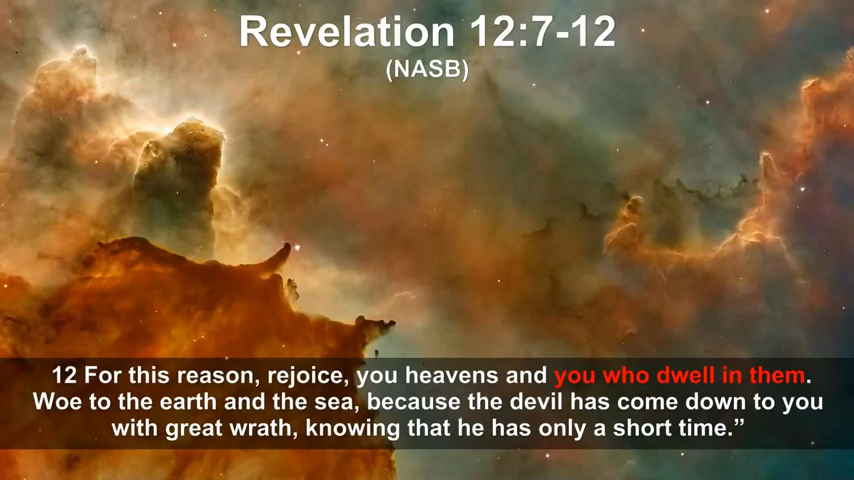 Revelation 12:7-12
(NASB)
12 For this reason, rejoice, you heavens and you who dwell in them.
Woe to the earth and the sea, because the devil has come down to you
with great wrath, knowing that he has only a short time.”